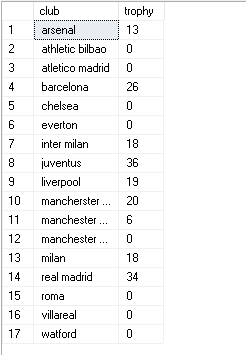 club trophy
1 arsenal 13
2 athletic bilbao 0
3 atletico madrid 0
4 barcelona 26
5 chelsea 0
6 everton 0
7 inter milan 18
8 juventus 36
9 liverpool 19
10 mancherster ... 20
11 manchester ... 6
12 manchester ... 0
13 milan 18
14 real madrid 34
15 roma 0
16 villareal 0
17 watford 0